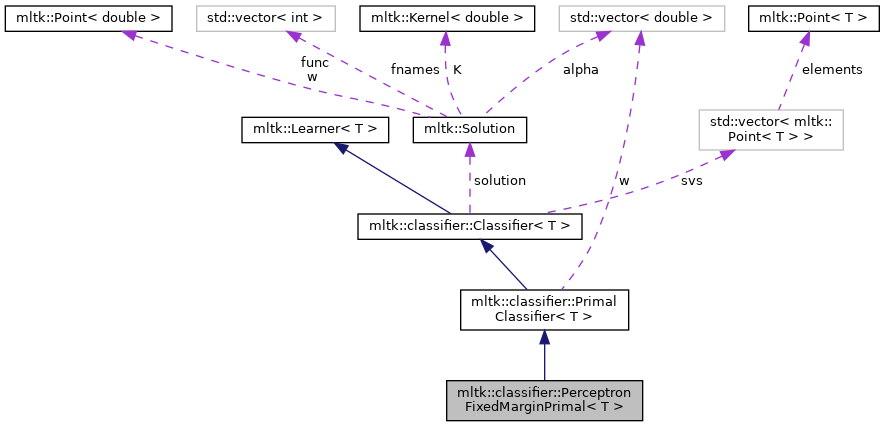 mltk::Point< double >
std::vector< int >
mltk::Kernel< double >
std::vector< double >
mltk::Point< T >
func
w
fnames
K
alpha
elements
mltk::Learner< T >
mltk::Solution
std::vector< mltk::
Point< T > >
solution
w
svs
mltk::classifier::Classifier< T >
mltk::classifier::Primal
Classifier< T >
mltk::classifier::Perceptron
FixedMarginPrimal< T >